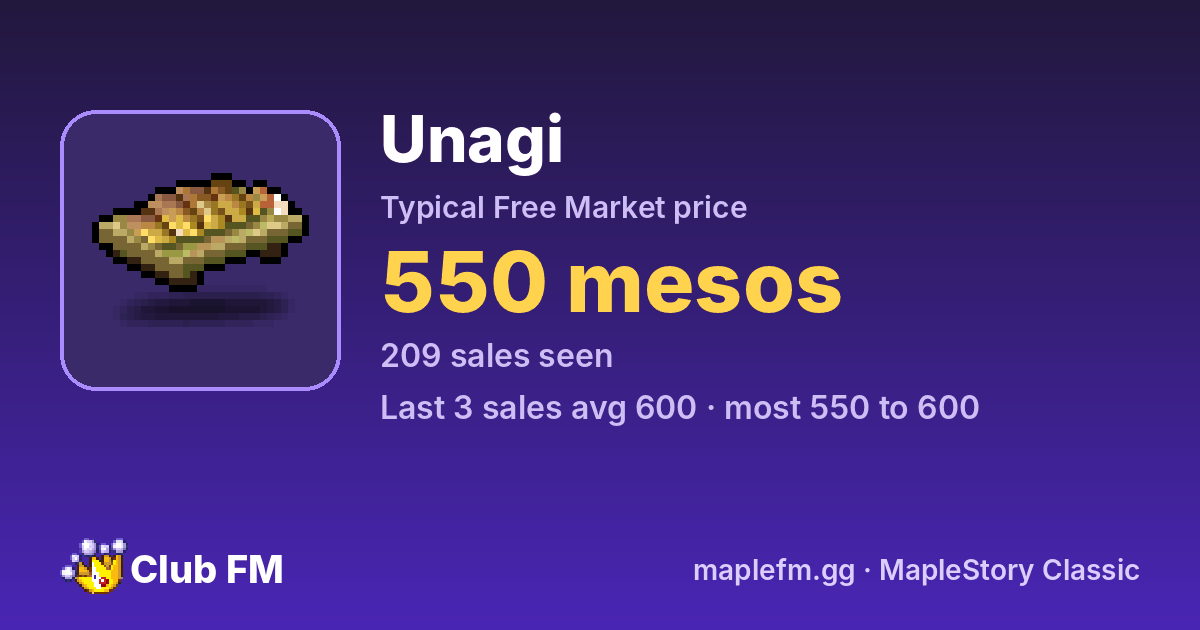 Unagi
Typical Free Market price
550 mesos
209 sales seen
Last 3 sales avg 600 · most 550 to 600
Club FM
maplefm.gg · MapleStory Classic